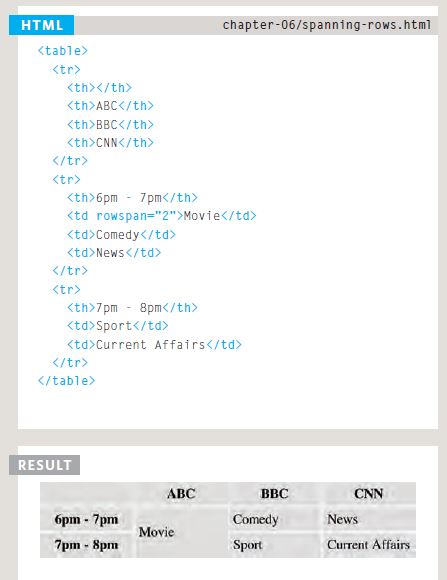 HTML chapter-06/spanning-rows.html
<table>
<tr>
<th></th>
<th>ABC</th>
<th>BBC</th>
<th>CNN</th>
</tr>
<tr>
<th>6pm - 7pm</th>
<td rowspan="2">Movie</td>
<td>Comedy</td>
<td>News</td>
</tr>
<tr>
<th>7pm - 8pm</th>
<td>Sport</td>
<td>Current Affairs</td>
</tr>
</table>
RESULT
ABC BBC CNN
6pm - 7pm Comedy News
Movie
7pm - 8pm Sport Current Affairs